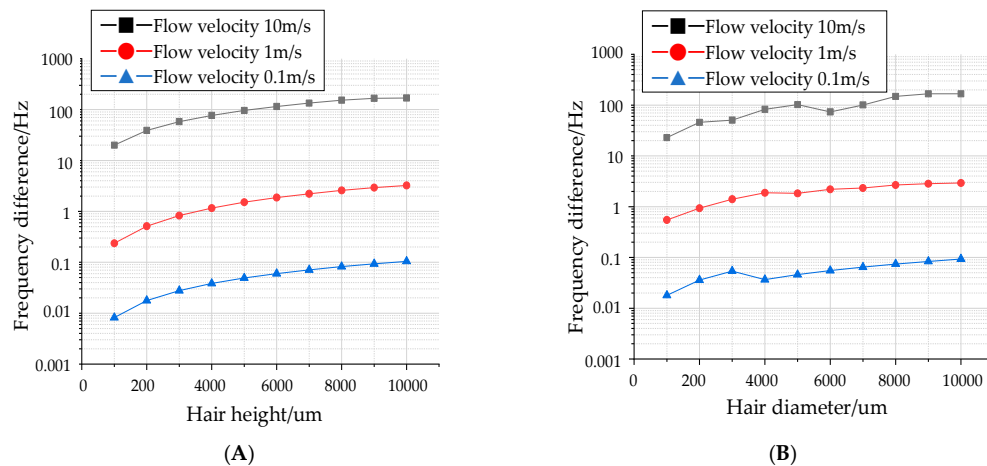 Flow velocity 10m/s
Flow velocity 1m/s
Flow velocity 0.1m/s
Frequency difference/Hz
1000
100
10
1
0.1
0.01
0.001
0 200 4000 6000 8000 10000
Hair height/um
(A)
Flow velocity 10m/s
Flow velocity 1m/s
Flow velocity 0.1m/s
Frequency difference/Hz
1000
100
10
1
0.1
0.01
0.001
0 200 4000 6000 8000 10000
Hair diameter/um
(B)